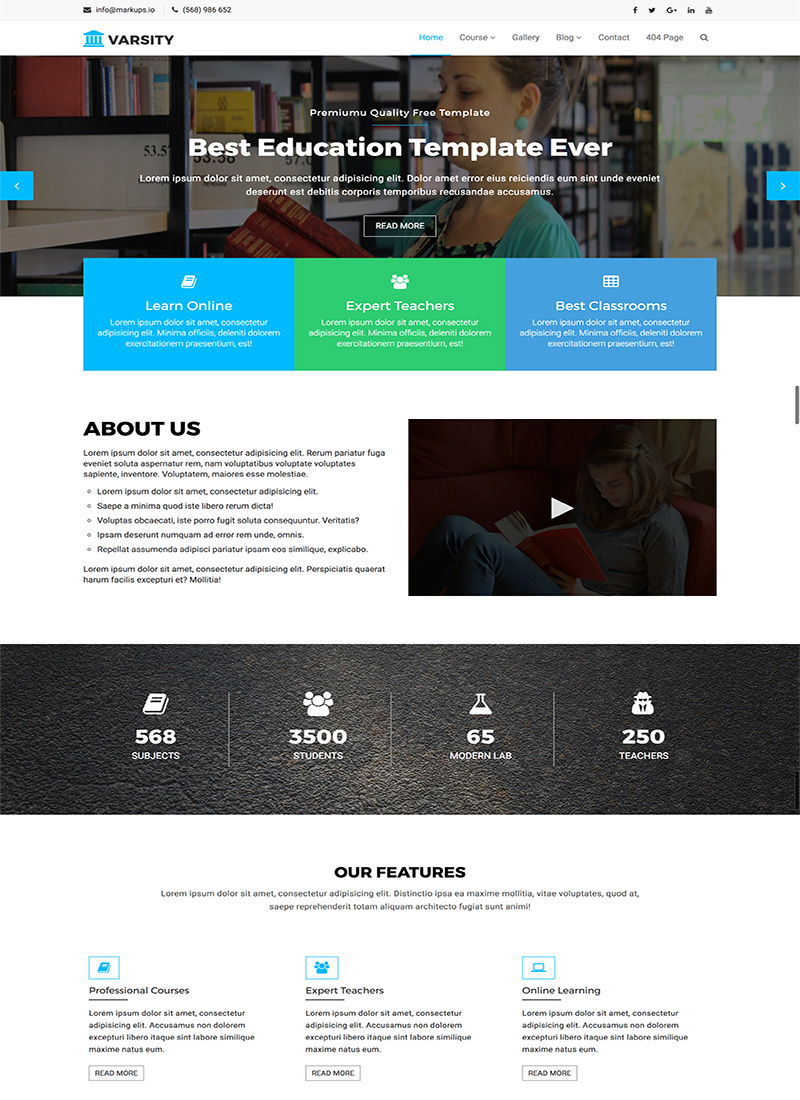 info@markups.io (568) 986 652
VARSITY Home Course Gallery Blog Contact 404 Page
Premiumu Quality Free Template
Best Education Template Ever
Lorem ipsum dolor sit amet, consectetur adipisicing elit. Dolor amet error eius reiciendis eum sint unde eveniet
deserunt est debitis corporis temporibus recusandae accusamus.
READ MORE
53.57 53.58
Learn Online
Lorem ipsum dolor sit amet, consectetur
adipisicing elit. Minima officiis, deleniti dolorem
exercitationem praesentium, est!
Expert Teachers
Lorem ipsum dolor sit amet, consectetur
adipisicing elit. Minima officiis, deleniti dolorem
exercitationem praesentium, est!
Best Classrooms
Lorem ipsum dolor sit amet, consectetur
adipisicing elit. Minima officiis, deleniti dolorem
exercitationem praesentium, est!
ABOUT US
Lorem ipsum dolor sit amet, consectetur adipisicing elit. Rerum pariatur fuga
eveniet soluta aspernatur rem, nam voluptatibus voluptate voluptates
sapiente, inventore. Voluptatem, maiores esse molestiae.
Lorem ipsum dolor sit amet, consectetur adipisicing elit.
Saepe a minima quod iste libero rerum dicta!
Voluptas obcaecati, iste porro fugit soluta consequuntur. Veritatis?
Ipsam deserunt numquam ad error rem unde, omnis.
Repellat assumenda adipisci pariatur ipsam eos similique, explicabo.
Lorem ipsum dolor sit amet, consectetur adipisicing elit. Perspiciatis quaerat
harum facilis excepturi et? Mollitia!
568
SUBJECTS
3500
STUDENTS
65
MODERN LAB
250
TEACHERS
OUR FEATURES
Lorem ipsum dolor sit amet, consectetur adipisicing elit. Distinctio ipsa ea maxime mollitia, vitae voluptates, quod at,
saepe reprehenderit totam aliquam architecto fugiat sunt animi!
Professional Courses
Lorem ipsum dolor sit amet, consectetur
adipisicing elit. Accusamus non dolorem
excepturi libero itaque sint labore similique
maxime natus eum.
READ MORE
Expert Teachers
Lorem ipsum dolor sit amet, consectetur
adipisicing elit. Accusamus non dolorem
excepturi libero itaque sint labore similique
maxime natus eum.
READ MORE
Online Learning
Lorem ipsum dolor sit amet, consectetur
adipisicing elit. Accusamus non dolorem
excepturi libero itaque sint labore similique
maxime natus eum.
READ MORE